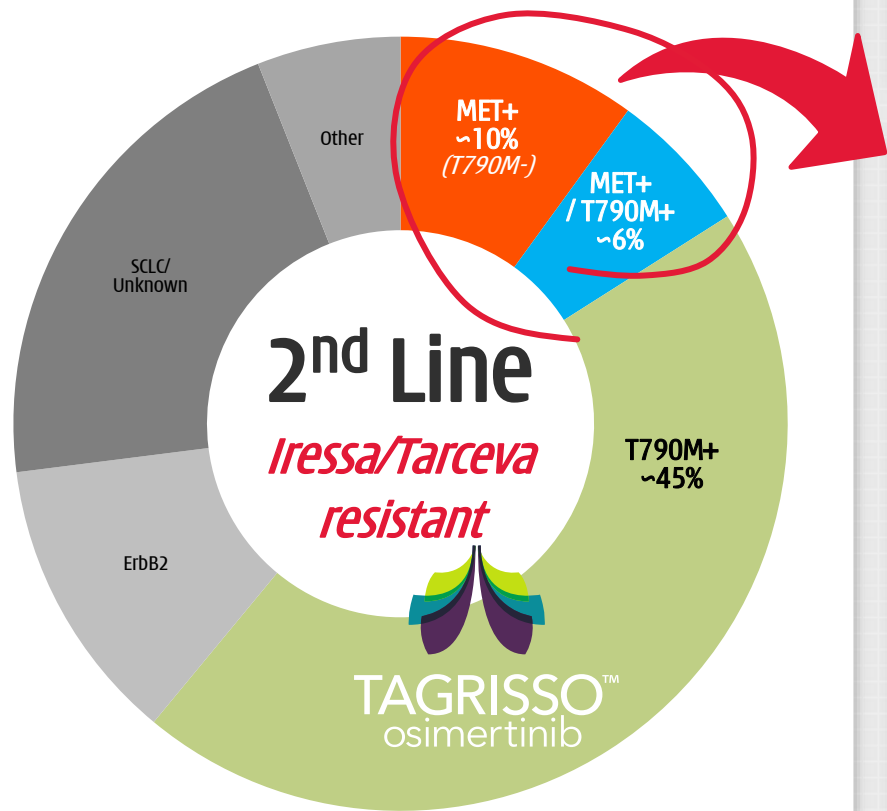 MET+
~10%
(T790M-)
MET+
/ T790M+
~6%
Other
SCLC/
Unknown
2nd Line
Iressa/Tarceva
resistant
T790M+
~45%
ErbB2
TAGRISSO™
osimertinib